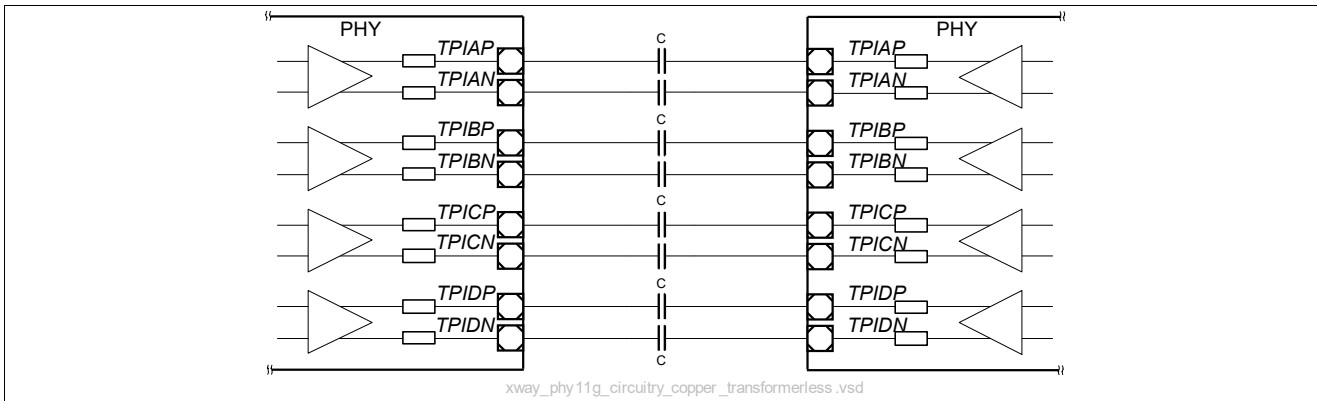 PHY PHY
C
TPIAP TPIAP
TPIAN TPIAN
C
TPIBP TPIBP
TPIBN TPIBN
C
TPICP TPICP
TPICN TPICN
C
TPIDP TPIDP
TPIDN TPIDN
C
xway_phy11g_circuitry_copper_transformerless.vsd